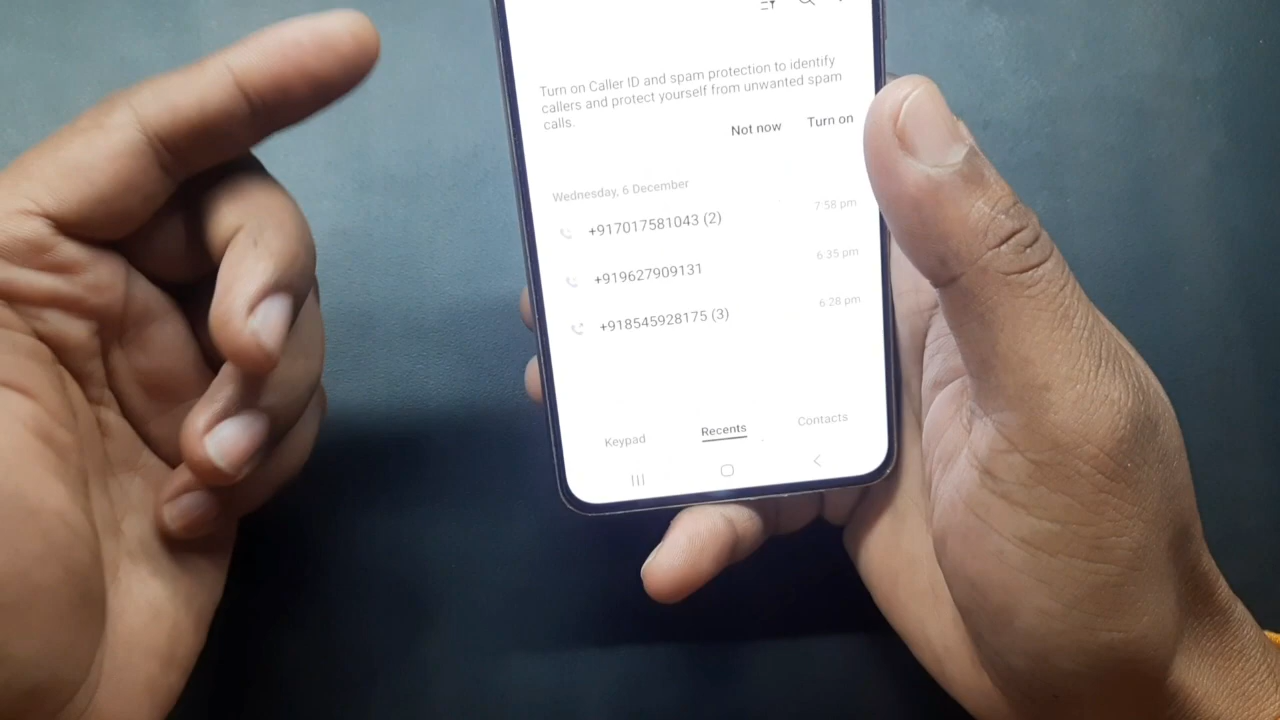 Turn on Caller ID and spam protection to identify
callers and protect yourself from unwanted spam
calls.
Not now Turn on
Wednesday, 6 December
+917017581043 (2) 7:58 pm
+919627909131 6:35 pm
+918545928175 (3) 6:28 pm
Keypad Recents Contacts